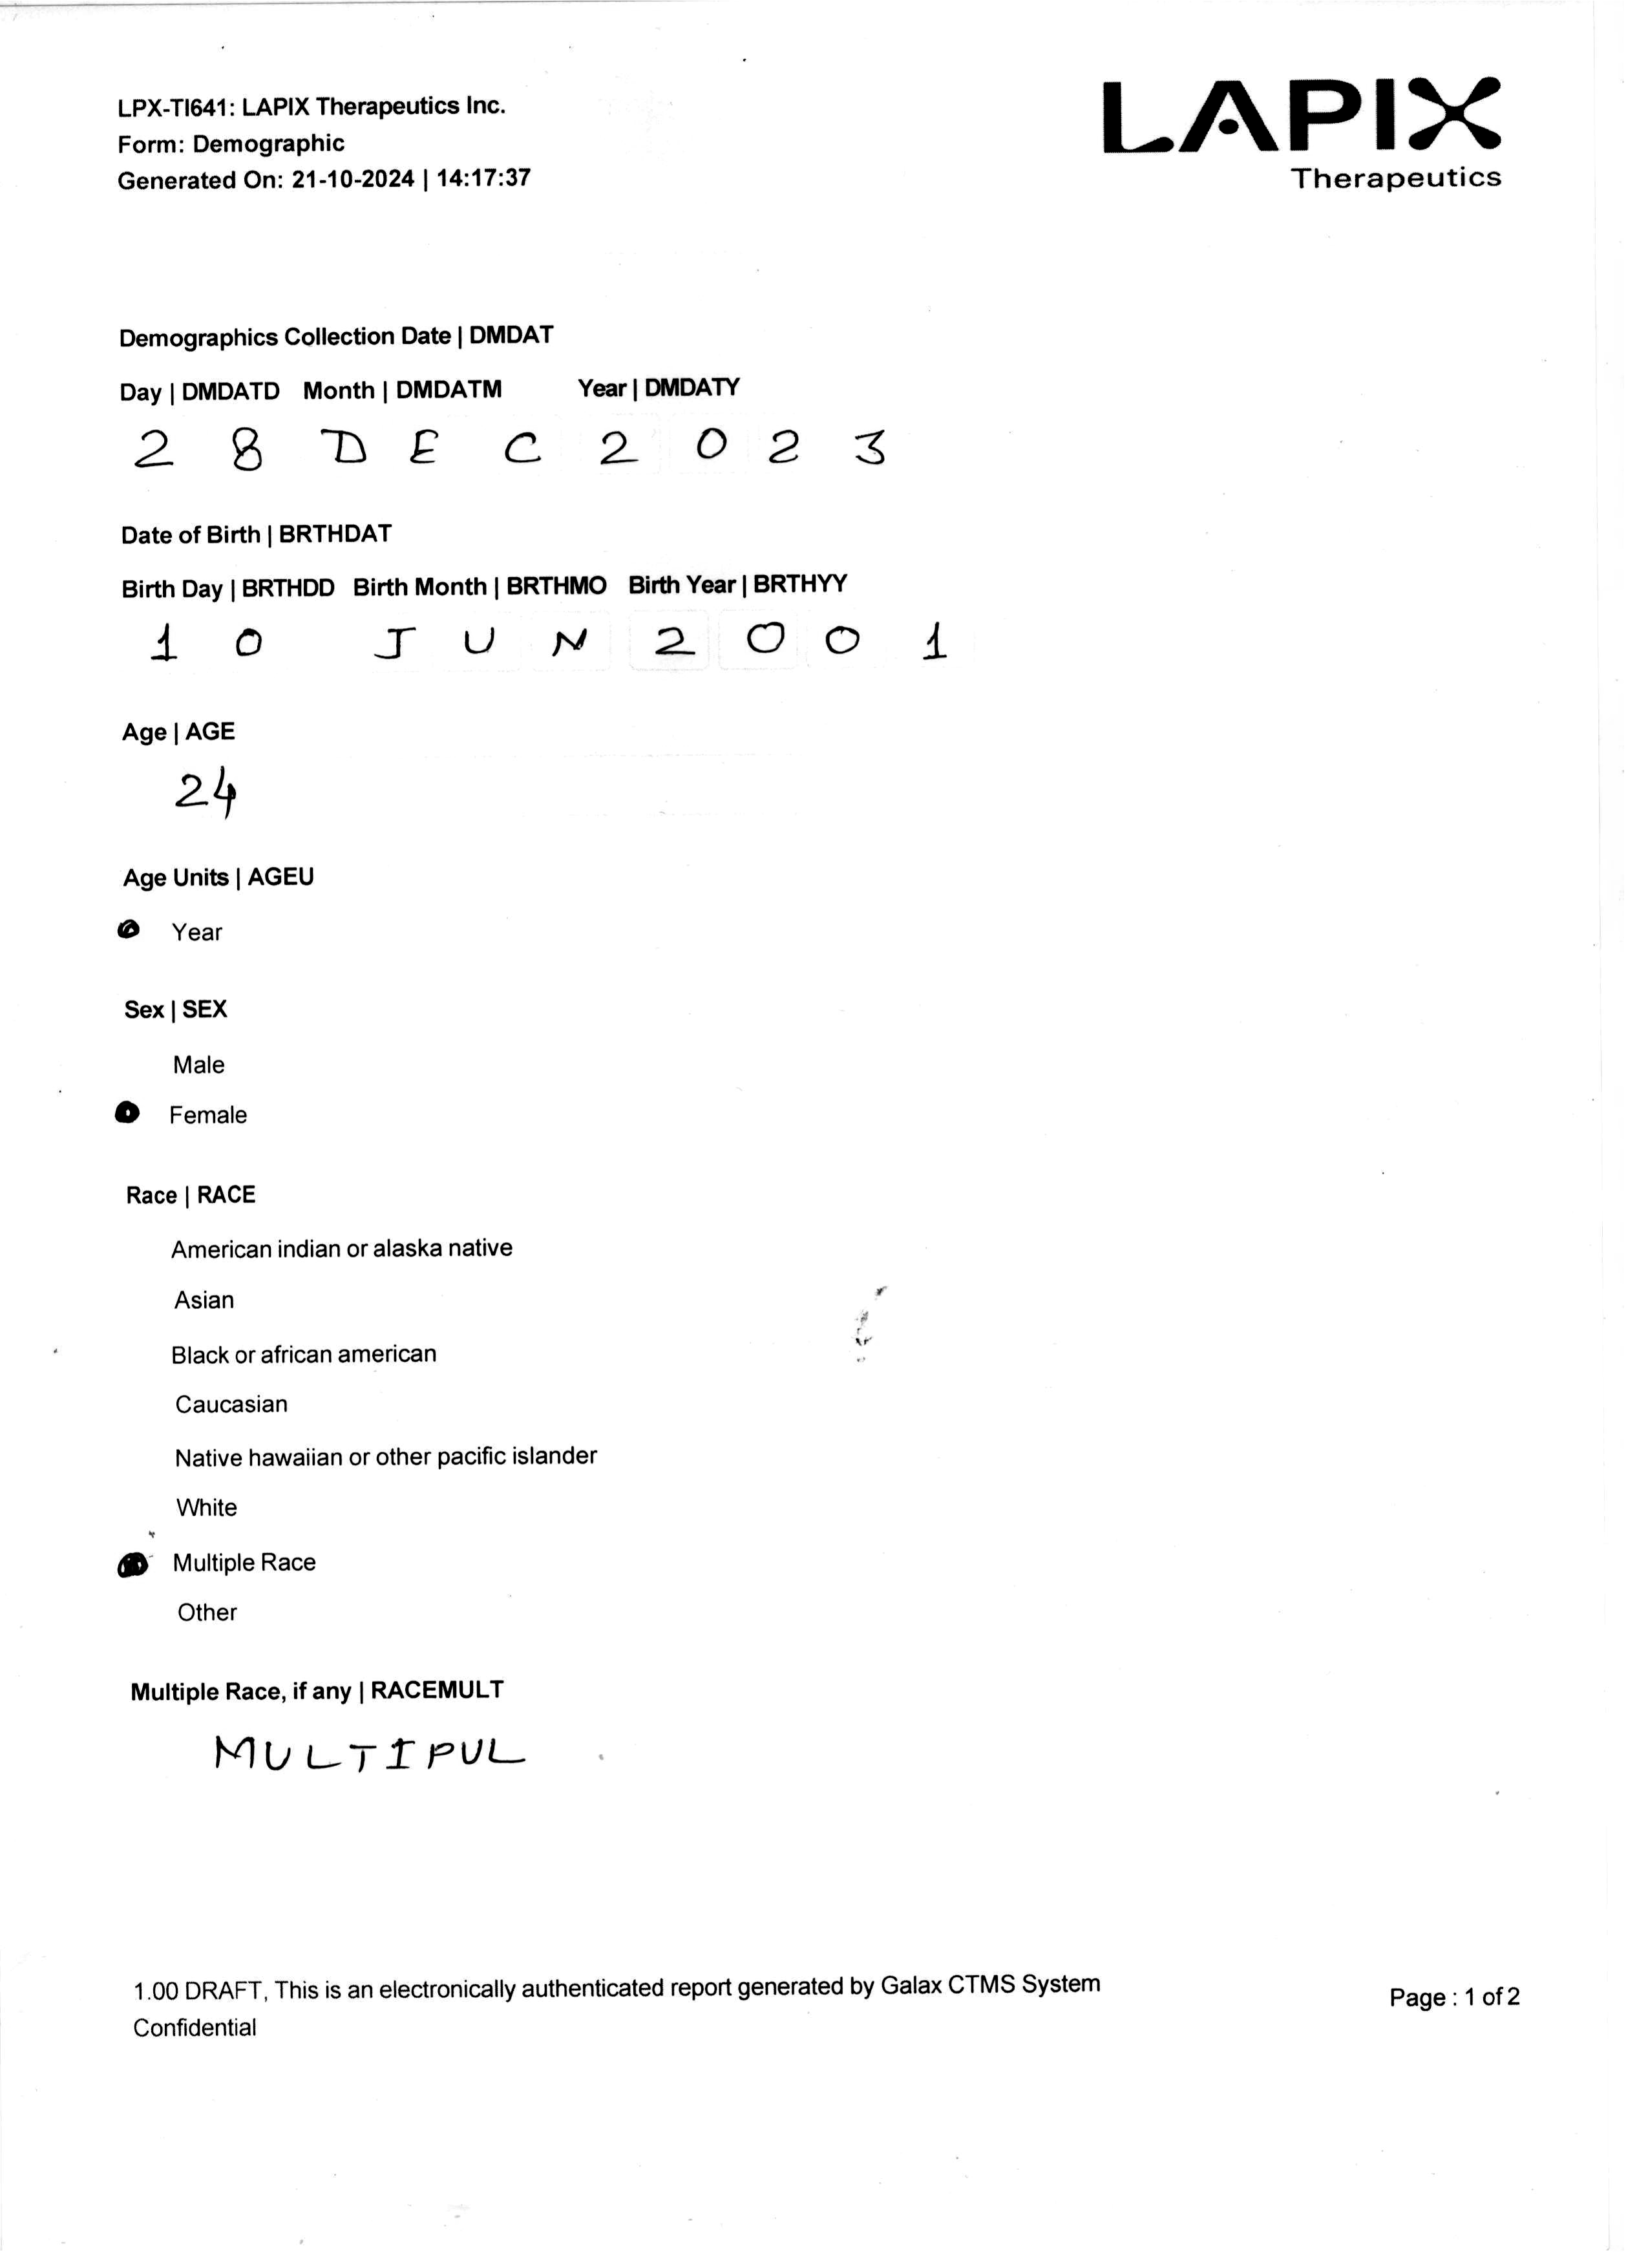 LPX-TI641: LAPIX Therapeutics Inc.
Form: Demographic
Generated On: 21-10-2024 | 14:17:37
LAPIX
Therapeutics
Demographics Collection Date | DMDAT
Day | DMDATD Month | DMDATM Year | DMDATY
2 8 D E C 2 0 2 3
Date of Birth | BRTHDAT
Birth Day | BRTHDD Birth Month | BRTHMO Birth Year | BRTHYY
1 0 J U N 2 0 0 1
Age | AGE
24
Age Units | AGEU
Year
Sex | SEX
Male
Female
Race | RACE
American indian or alaska native
Asian
Black or african american
Caucasian
Native hawaiian or other pacific islander
White
Multiple Race
Other
Multiple Race, if any | RACEMULT
MULTIPUL
1.00 DRAFT, This is an electronically authenticated report generated by Galax CTMS System
Confidential
Page : 1 of 2